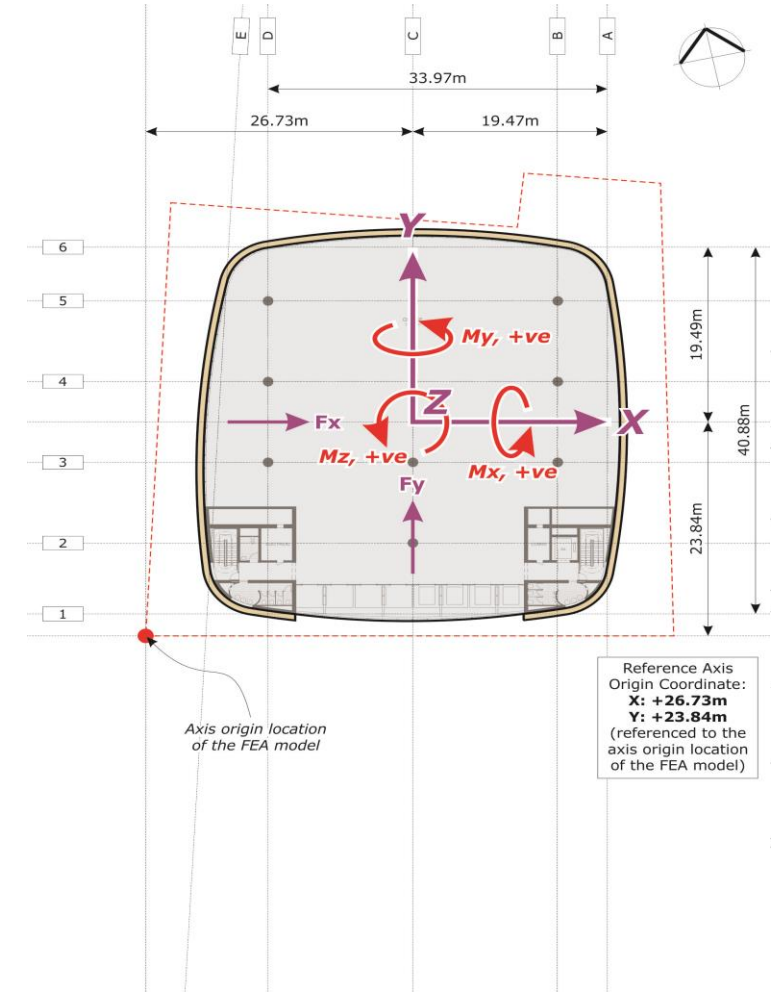 E
D
C
B
A
33.97m
26.73m
19.47m
6
5
4
3
2
1
Y
My, +ve
Z
X
Fx
Mz, +ve
Mx, +ve
Fy
19.49m
40.88m
23.84m
Axis origin location
of the FEA model
Reference Axis
Origin Coordinate:
X: +26.73m
Y: +23.84m
(referenced to the
axis origin location
of the FEA model)